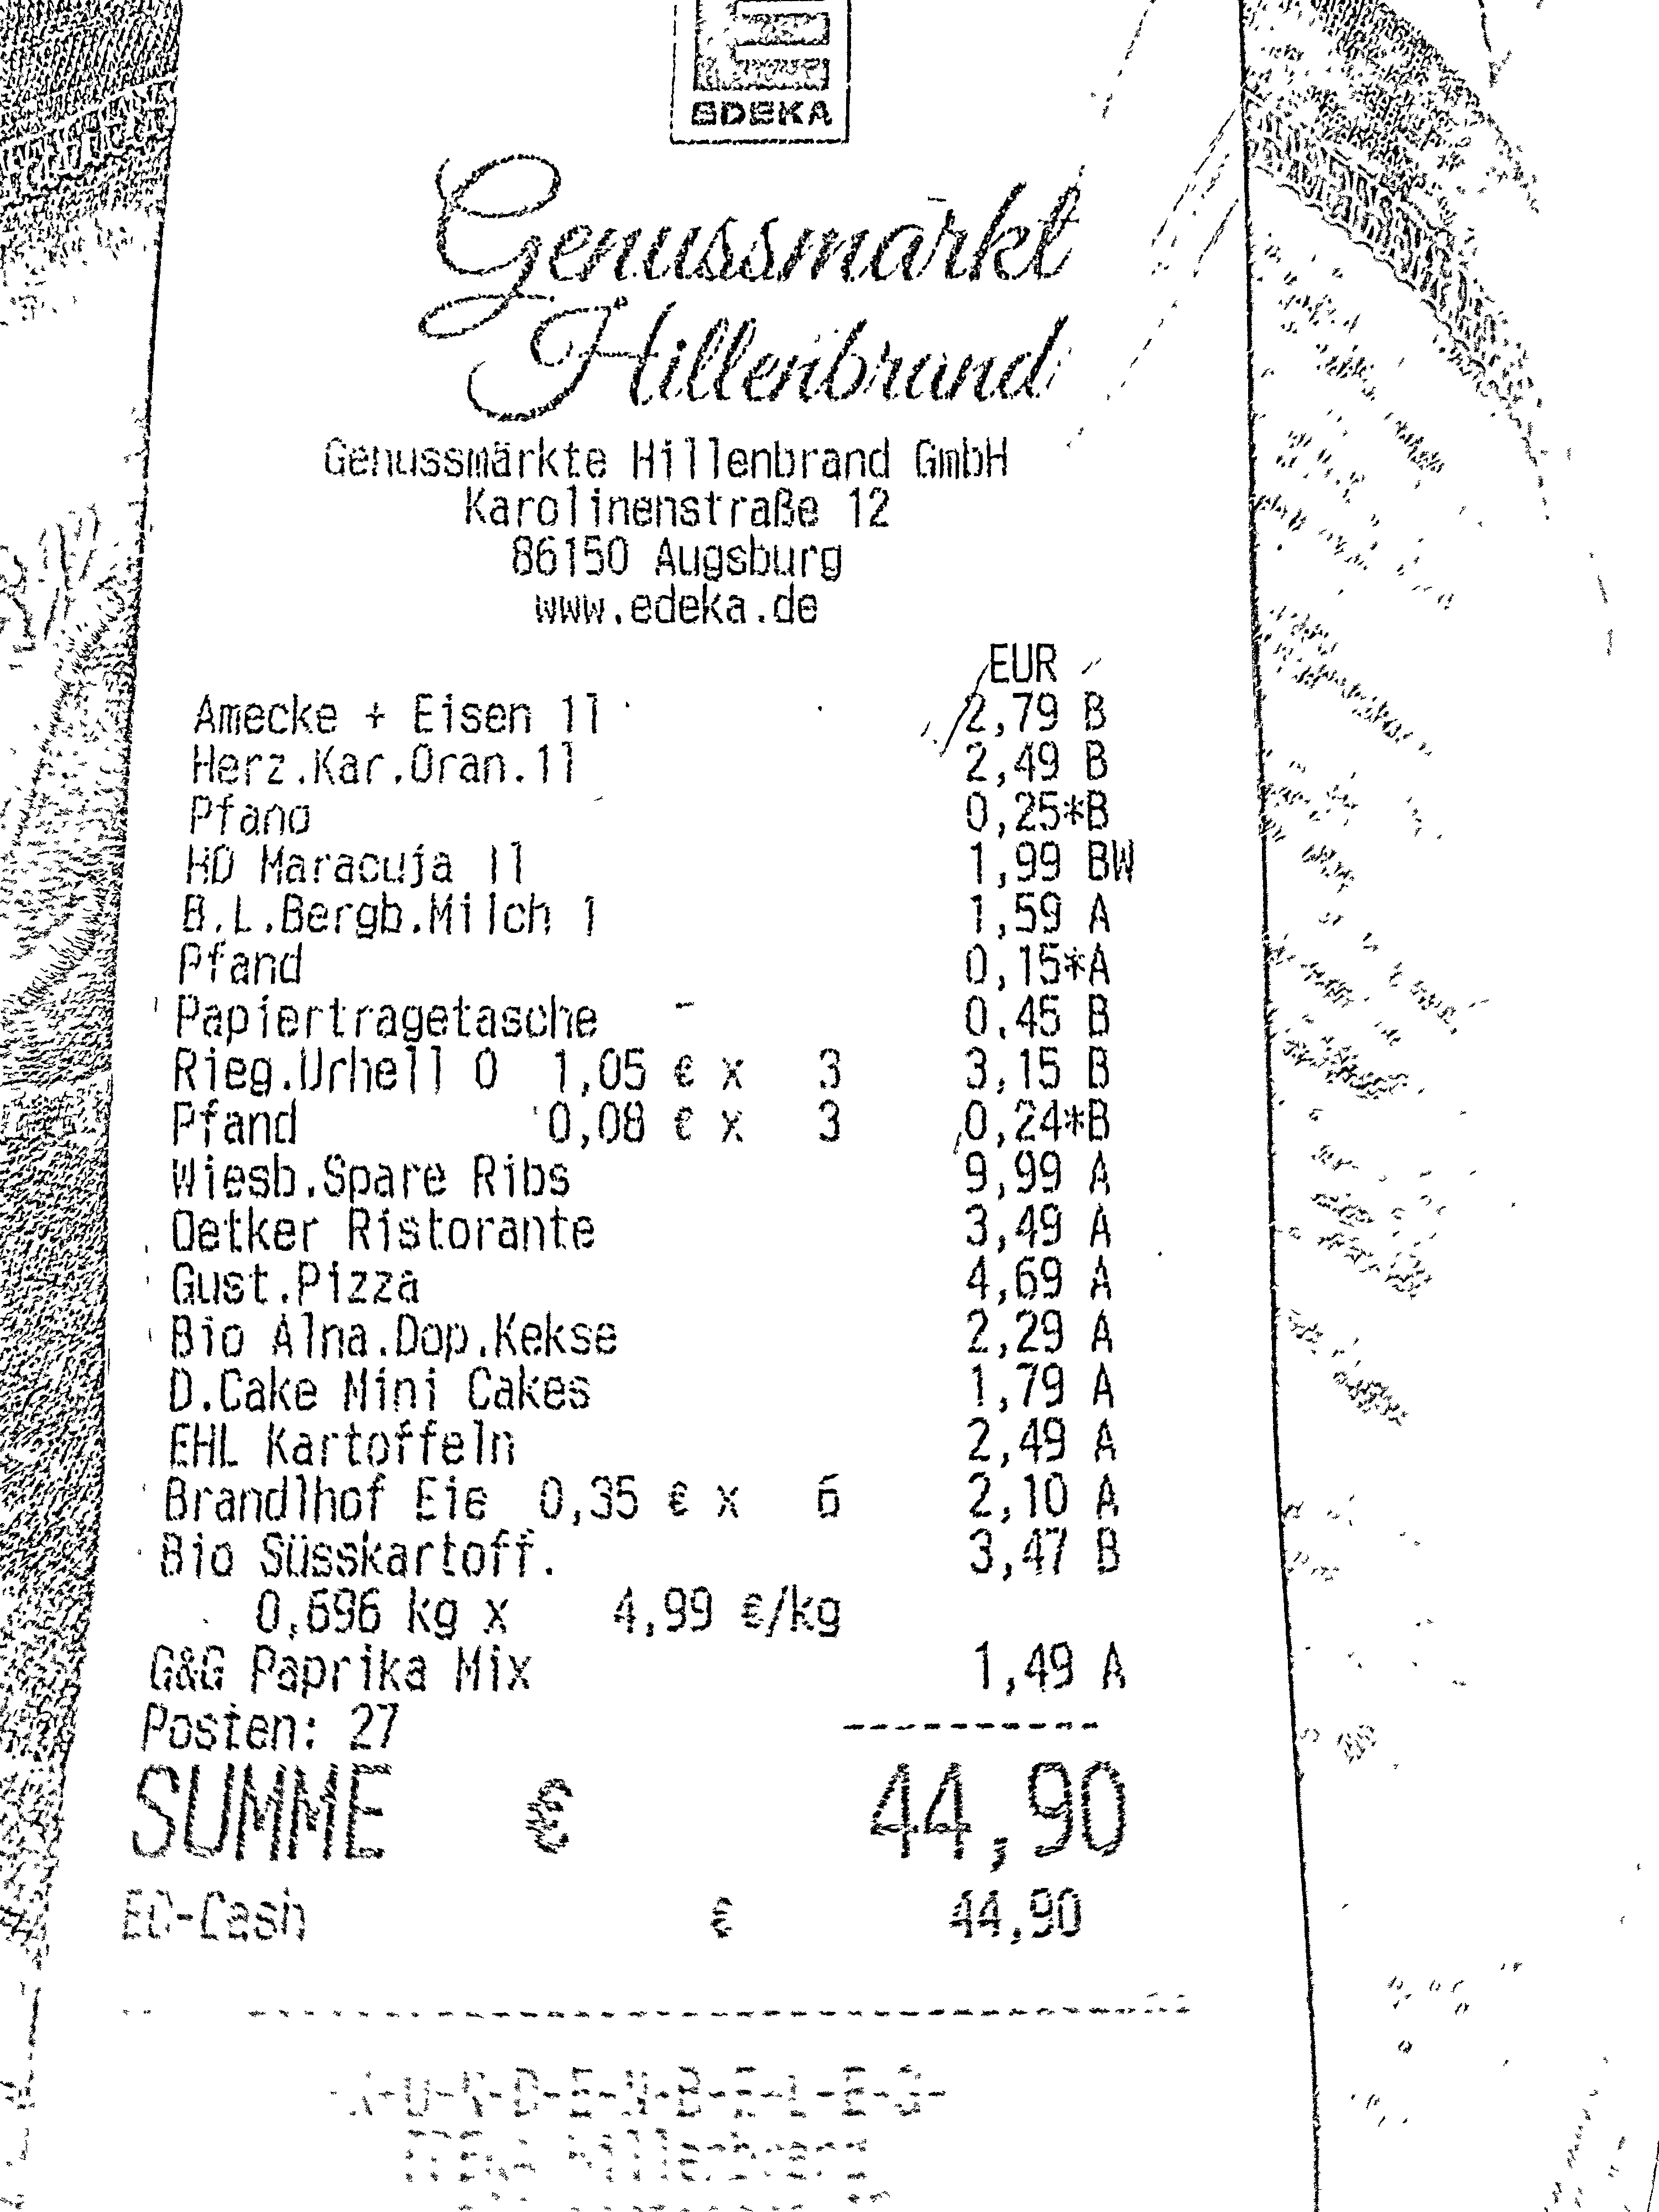 EDEKA
Genussmarkt
Hillenbrand
Genussmärkte Hillenbrand GmbH
Karolinenstraße 12
86150 Augsburg
www.edeka.de
EUR
Amecke + Eisen 1l 2,79 B
Herz.Kar.Oran.1l 2,49 B
Pfand 0,25*B
HD Maracuja 1l 1,99 BW
B.L.Bergb.Milch 1 1,59 A
Pfand 0,15*A
Papiertragetasche 0,45 B
Rieg.Urhell 0 1,05 € x 3 3,15 B
Pfand 0,08 € x 3 0,24*B
Wiesb.Spare Ribs 9,99 A
Oetker Ristorante 3,49 A
Gust.Pizza 4,69 A
Bio Alna.Dop.Kekse 2,29 A
D.Cake Mini Cakes 1,79 A
EHL Kartoffeln 2,49 A
Brandlhof Eie 0,35 € x 6 2,10 A
Bio Süsskartoff. 3,47 B
0,696 kg x 4,99 €/kg
G&G Paprika Mix 1,49 A
Posten: 27
SUMME € 44,90
EC-Cash € 44,90
-K-U-N-D-E-N-B-E-L-E-G-
EDEKA Hillenbrand